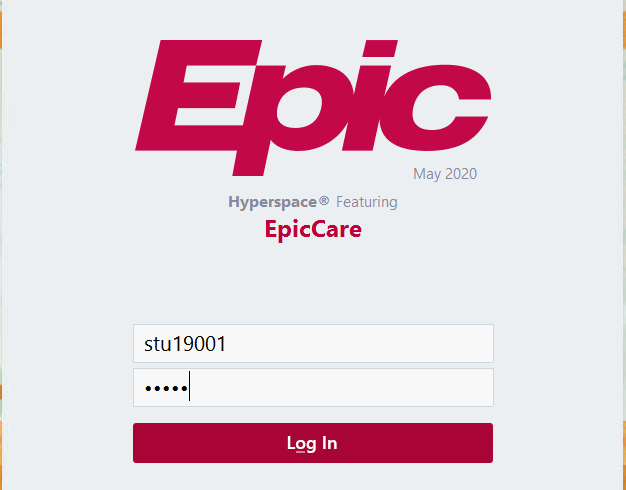 Epic
May 2020
Hyperspace® Featuring
EpicCare
stu19001
•••••
Log In